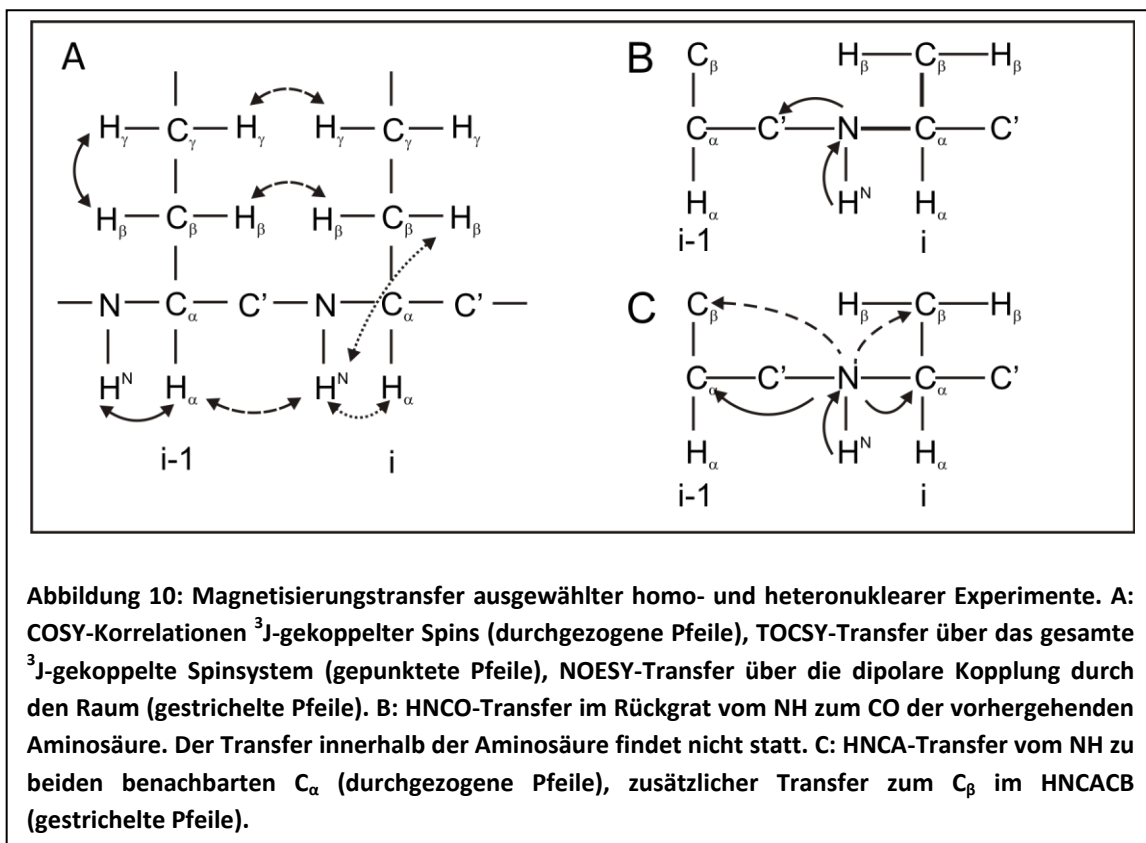 A
H_γ C_γ H_γ H_γ C_γ H_γ
H_β C_β H_β H_β C_β H_β
N C_α C' N C_α C'
H^N H_α H^N H_α
i-1 i
B
C_β H_β C_β H_β
C_α C' N C_α C'
H_α H^N H_α
i-1 i
C
C_β H_β C_β H_β
C_α C' N C_α C'
H_α H^N H_α
i-1 i
Abbildung 10: Magnetisierungstransfer ausgewählter homo- und heteronuklearer Experimente. A:
COSY-Korrelationen ³J-gekoppelter Spins (durchgezogene Pfeile), TOCSY-Transfer über das gesamte
³J-gekoppelte Spinsystem (gepunktete Pfeile), NOESY-Transfer über die dipolare Kopplung durch
den Raum (gestrichelte Pfeile). B: HNCO-Transfer im Rückgrat vom NH zum CO der vorhergehenden
Aminosäure. Der Transfer innerhalb der Aminosäure findet nicht statt. C: HNCA-Transfer vom NH zu
beiden benachbarten C_α (durchgezogene Pfeile), zusätzlicher Transfer zum C_β im HNCACB
(gestrichelte Pfeile).